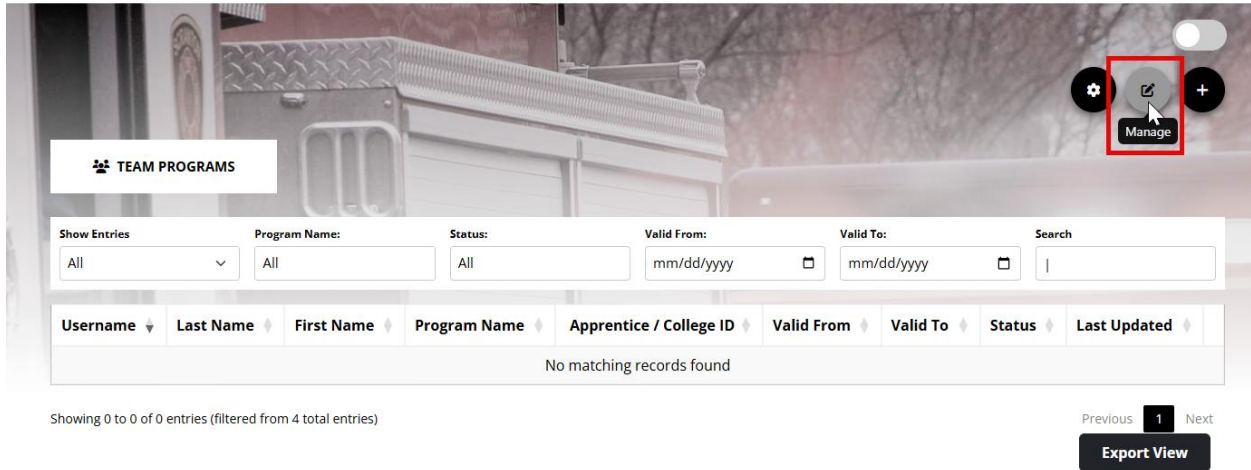 Manage
TEAM PROGRAMS
Show Entries Program Name: Status: Valid From: Valid To: Search
All All All mm/dd/yyyy mm/dd/yyyy
Username Last Name First Name Program Name Apprentice / College ID Valid From Valid To Status Last Updated
No matching records found
Showing 0 to 0 of 0 entries (filtered from 4 total entries)
Previous 1 Next
Export View